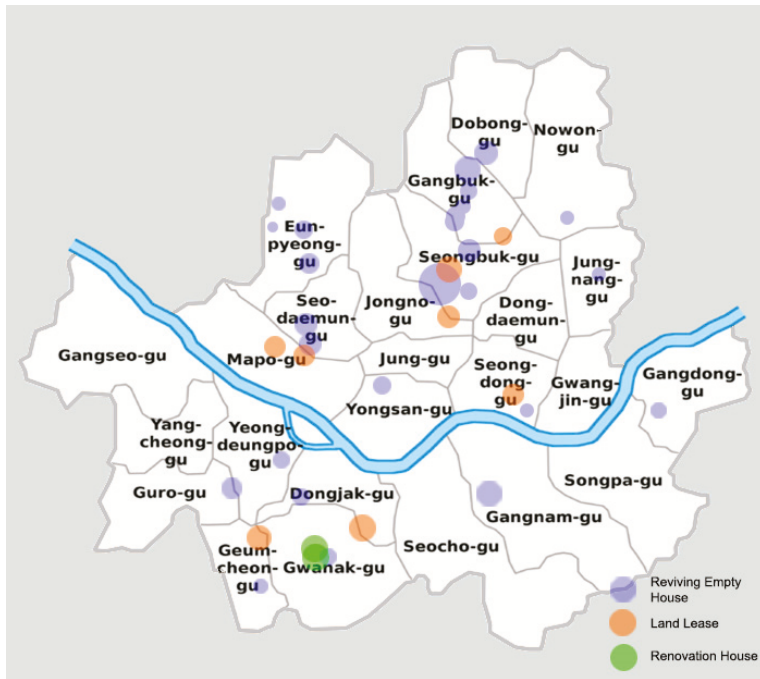 Dobong-
gu
Nowon-
gu
Gangbuk-
gu
Eun-
pyeong-
gu
Seongbuk-gu
Jung-
nang-
gu
Seo-
daemun-
gu
Jongno-
gu
Dong-
daemun-
gu
Gangseo-gu
Mapo-gu
Jung-gu
Seong-
dong-
gu
Gwang-
jin-gu
Gangdong-
gu
Yongsan-gu
Yang-
cheong-
gu
Yeong-
deungpo-
gu
Songpa-gu
Guro-gu
Dongjak-gu
Gangnam-gu
Seocho-gu
Geum-
cheon-
gu
Gwanak-gu
Reviving Empty
House
Land Lease
Renovation House